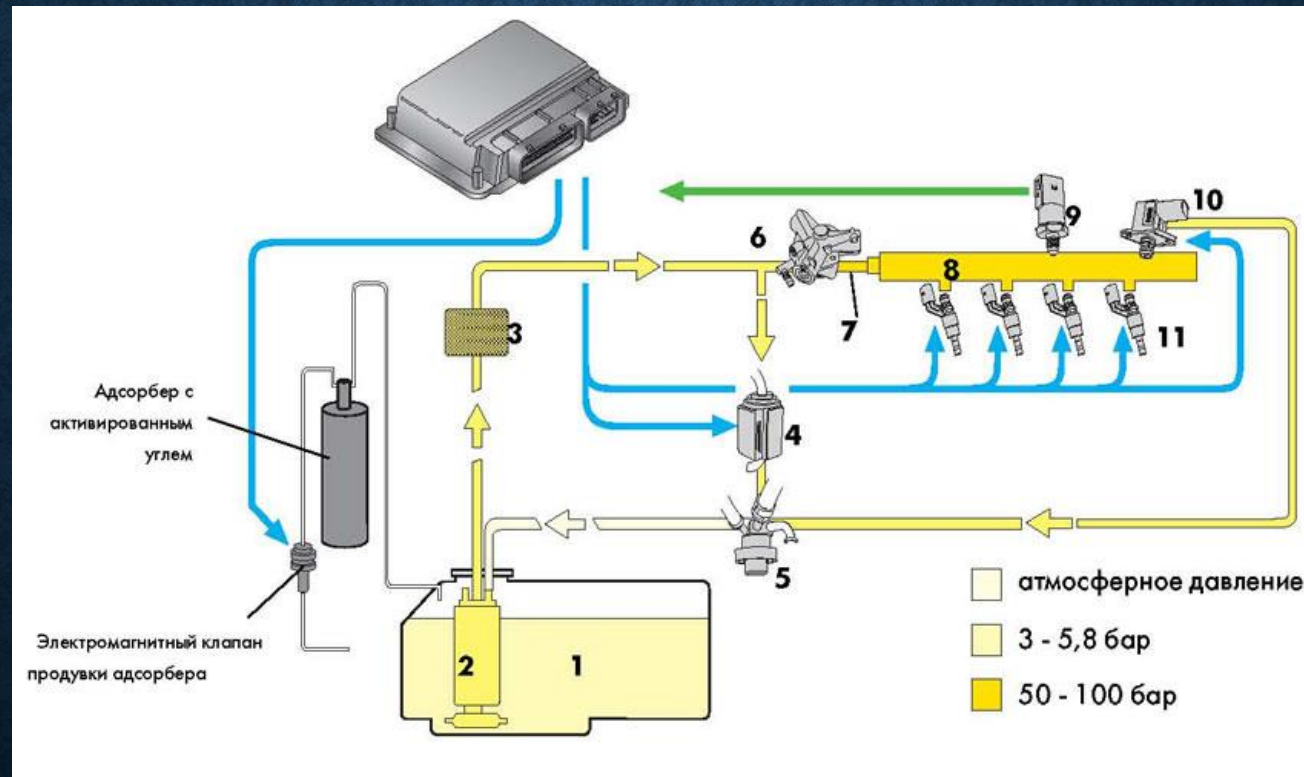 6
9
10
8
7
11
3
4
Адсорбер с
активированным
углем
5
Электромагнитный клапан
продувки адсорбера
2
1
атмосферное давление
3 - 5,8 бар
50 - 100 бар